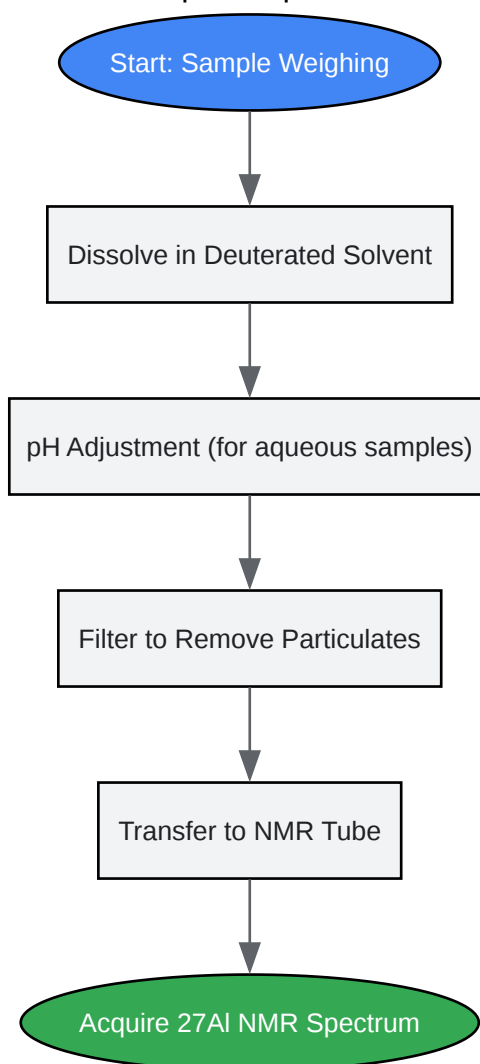 Start: Sample Weighing
Dissolve in Deuterated Solvent
pH Adjustment (for aqueous samples)
Filter to Remove Particulates
Transfer to NMR Tube
Acquire 27Al NMR Spectrum